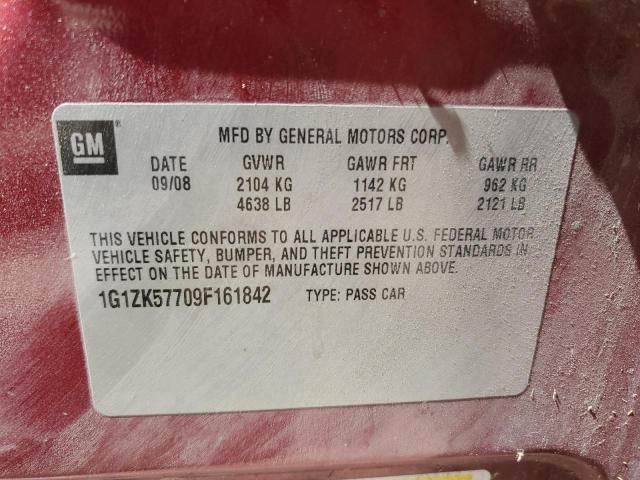 GM® MFD BY GENERAL MOTORS CORP.
DATE GVWR GAWR FRT GAWR RR
09/08 2104 KG 1142 KG 962 KG
4638 LB 2517 LB 2121 LB
THIS VEHICLE CONFORMS TO ALL APPLICABLE U.S. FEDERAL MOTOR
VEHICLE SAFETY, BUMPER, AND THEFT PREVENTION STANDARDS IN
EFFECT ON THE DATE OF MANUFACTURE SHOWN ABOVE.
1G1ZK57709F161842 TYPE: PASS CAR